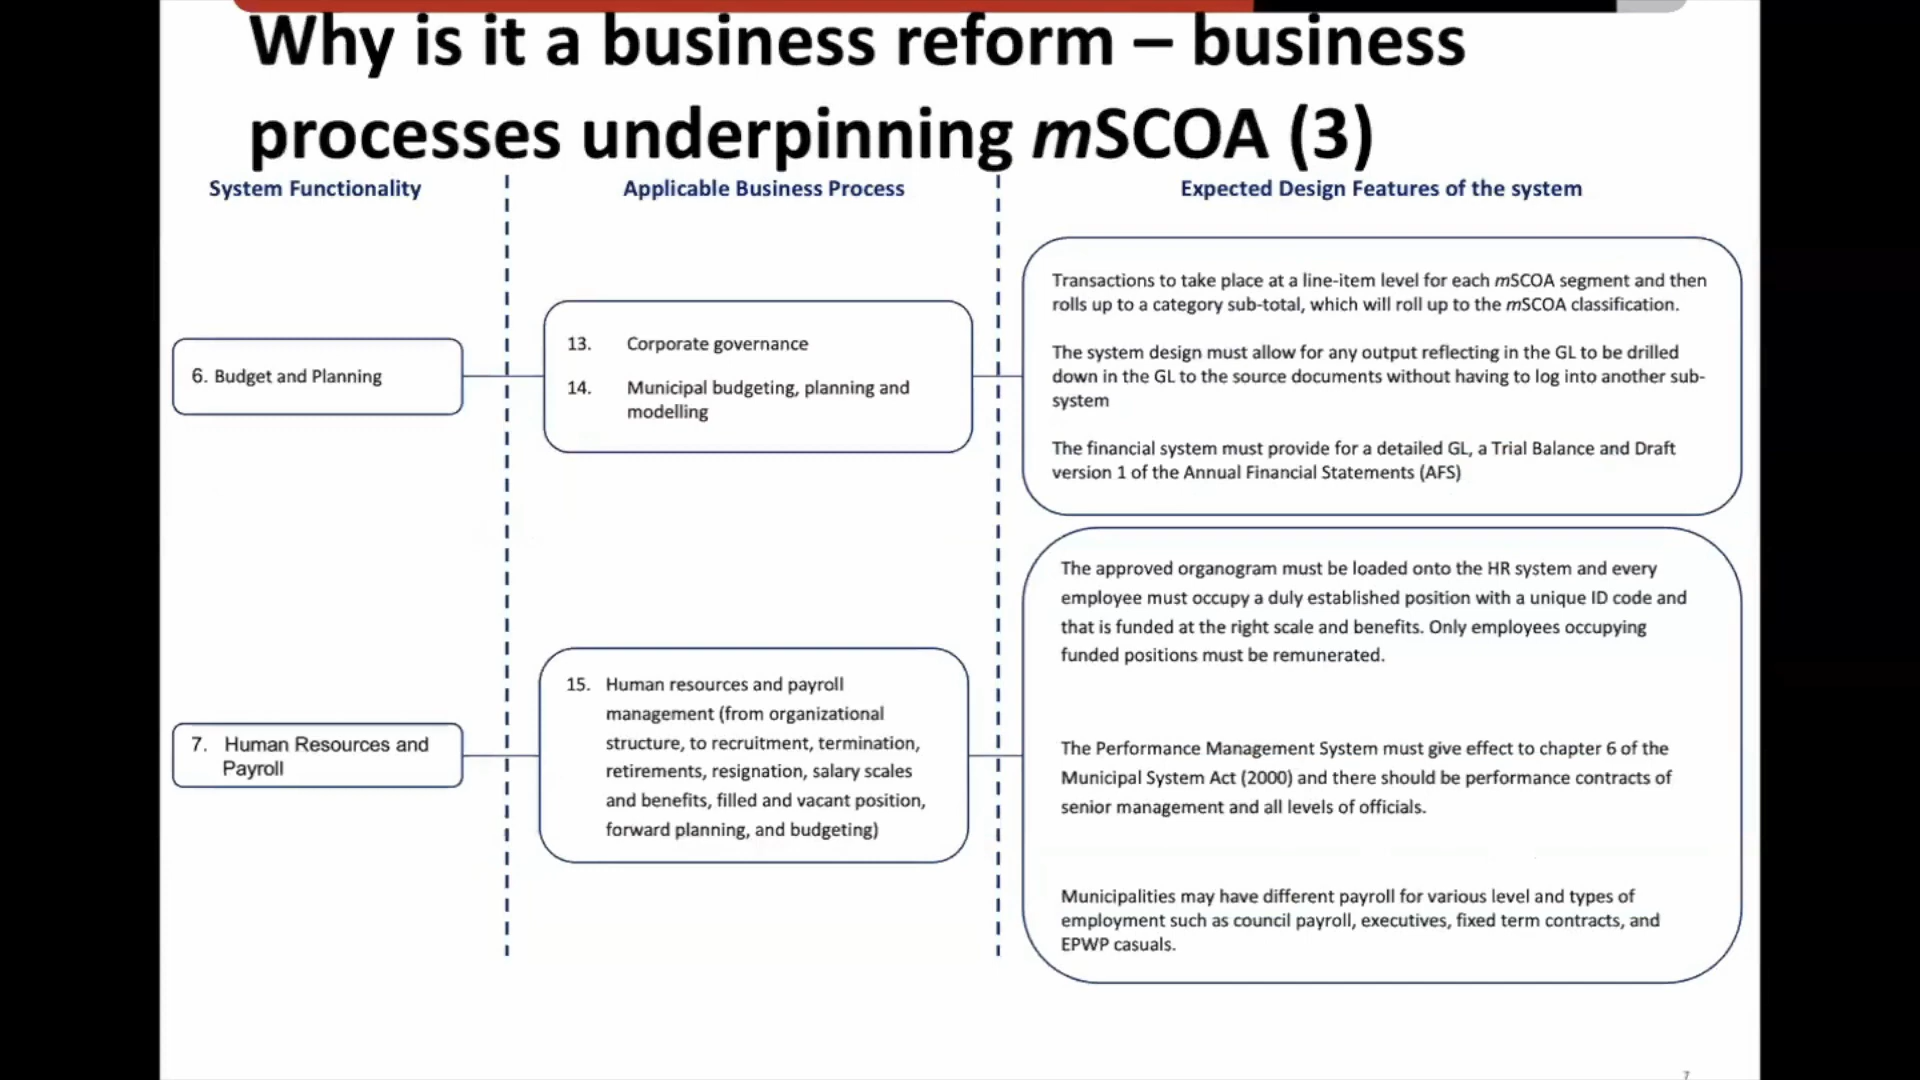 Why is it a business reform – business
processes underpinning mSCOA (3)
System Functionality
Applicable Business Process
Expected Design Features of the system
6. Budget and Planning
13. Corporate governance
14. Municipal budgeting, planning and
modelling
Transactions to take place at a line-item level for each mSCOA segment and then
rolls up to a category sub-total, which will roll up to the mSCOA classification.
The system design must allow for any output reflecting in the GL to be drilled
down in the GL to the source documents without having to log into another sub-
system
The financial system must provide for a detailed GL, a Trial Balance and Draft
version 1 of the Annual Financial Statements (AFS)
7. Human Resources and
Payroll
15. Human resources and payroll
management (from organizational
structure, to recruitment, termination,
retirements, resignation, salary scales
and benefits, filled and vacant position,
forward planning, and budgeting)
The approved organogram must be loaded onto the HR system and every
employee must occupy a duly established position with a unique ID code and
that is funded at the right scale and benefits. Only employees occupying
funded positions must be remunerated.
The Performance Management System must give effect to chapter 6 of the
Municipal System Act (2000) and there should be performance contracts of
senior management and all levels of officials.
Municipalities may have different payroll for various level and types of
employment such as council payroll, executives, fixed term contracts, and
EPWP casuals.
7